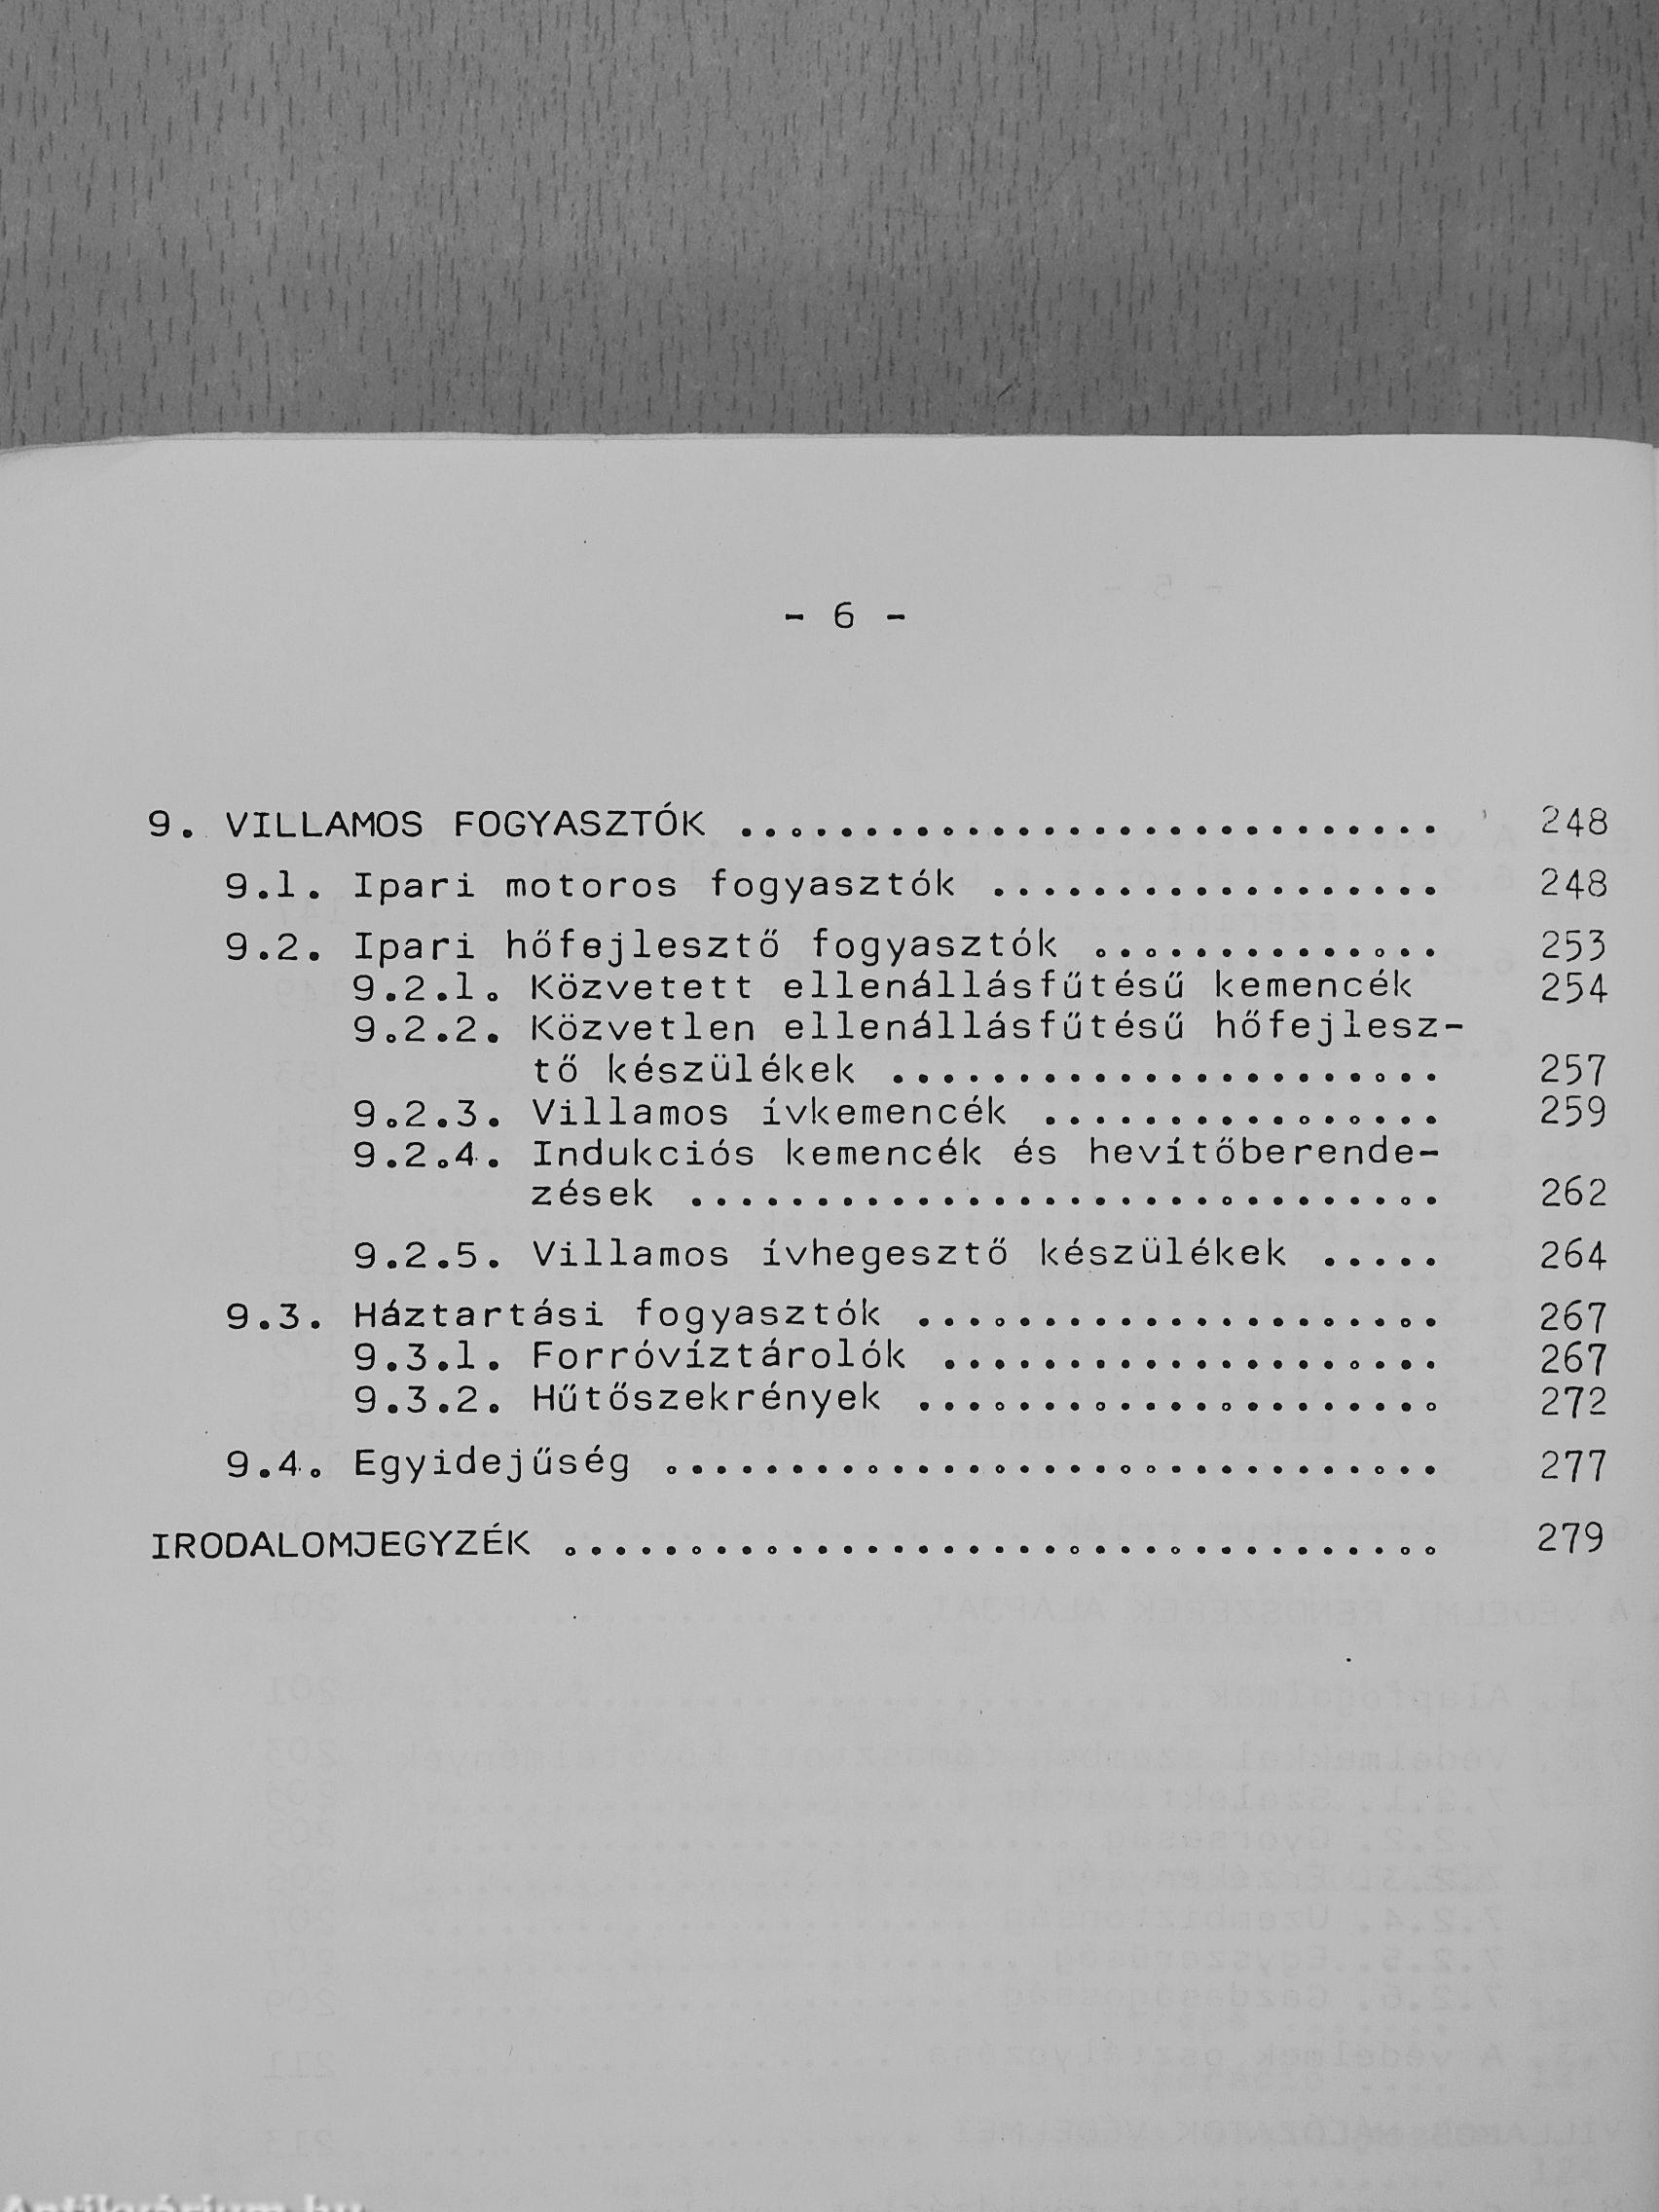 - 6 -
9. VILLAMOS FOGYASZTÓK ............................ 248
9.1. Ipari motoros fogyasztók .................. 248
9.2. Ipari hőfejlesztő fogyasztók .............. 253
9.2.1. Közvetett ellenállásfűtésű kemencék 254
9.2.2. Közvetlen ellenállásfűtésű hőfejlesz-
tő készülékek ...................... 257
9.2.3. Villamos ívkemencék ................ 259
9.2.4. Indukciós kemencék és hevítőberende-
zések .............................. 262
9.2.5. Villamos ívhegesztő készülékek ..... 264
9.3. Háztartási fogyasztók ..................... 267
9.3.1. Forróvíztárolók .................... 267
9.3.2. Hűtőszekrények ..................... 272
9.4. Egyidejűség ............................... 277
IRODALOMJEGYZÉK ................................... 279
Antikvárium.hu